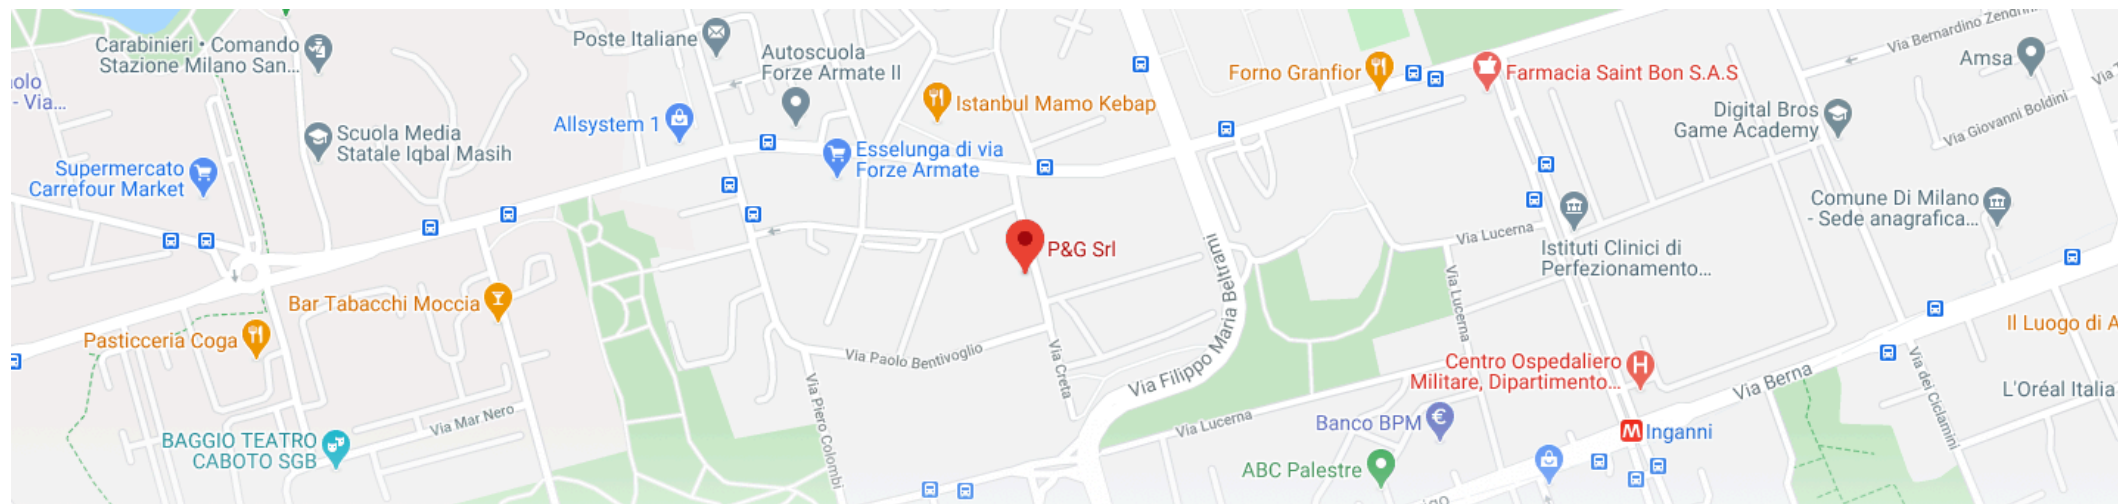 Carabinieri • Comando
Stazione Milano San...
Poste Italiane
Autoscuola
Forze Armate II
Forno Granfior
Farmacia Saint Bon S.A.S
Via Bernardino Zendrini
Amsa
Via
- Via...
Istanbul Mamo Kebap
Allsystem 1
Digital Bros
Game Academy
Via Giovanni Boldini
Scuola Media
Statale Iqbal Masih
Esselunga di via
Forze Armate
Supermercato
Carrefour Market
Comune Di Milano
- Sede anagrafica...
Via Lucerna
Istituti Clinici di
Perfezionamento...
P&G Srl
Via Filippo Maria Beltrami
Via Lucerna
Bar Tabacchi Moccia
Pasticceria Coga
Il Luogo di A
Via Paolo Bentivoglio
Via Creta
Centro Ospedaliero
Militare, Dipartimento...
H
Via Berna
Via dei Ciclamini
L'Oréal Italia
Via Piero Colombi
Via Mar Nero
Via Lucerna
Banco BPM
€
M Inganni
BAGGIO TEATRO
CABOTO SGB
ABC Palestre